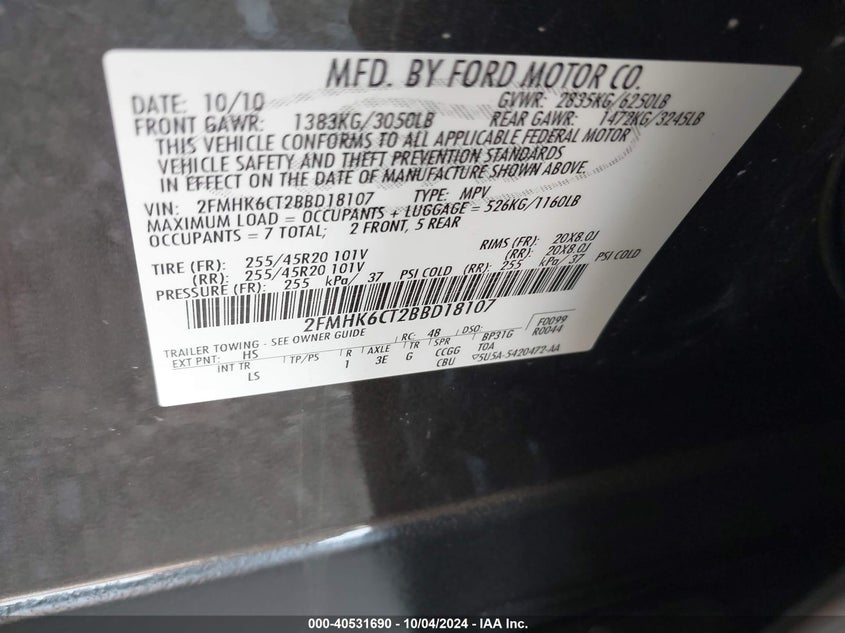 MFD. BY FORD MOTOR CO.
DATE: 10/10 GVWR: 2835KG/6250LB
FRONT GAWR: 1383KG/3050LB REAR GAWR: 1472KG/3245LB
THIS VEHICLE CONFORMS TO ALL APPLICABLE FEDERAL MOTOR
VEHICLE SAFETY AND THEFT PREVENTION STANDARDS
IN EFFECT ON THE DATE OF MANUFACTURE SHOWN ABOVE.
VIN: 2FMHK6CT2BBD18107 TYPE: MPV
MAXIMUM LOAD = OCCUPANTS + LUGGAGE = 526KG/1160LB
OCCUPANTS = 7 TOTAL; 2 FRONT, 5 REAR
TIRE (FR): 255/45R20 101V RIMS (FR): 20X8.0J
(RR): 255/45R20 101V (RR): 20X8.0J
PRESSURE (FR): 255 kPa/ 37 PSI COLD (RR): 255 kPa/ 37 PSI COLD
2FMHK6CT2BBD18107
TRAILER TOWING - SEE OWNER GUIDE RC: 48 DSO: F0099
EXT PNT: HS BP31G R0044
INT TR TP/PS R AXLE TR SPR TOA
LS 1 3E G CCGG ▽5U5A-5420472-AA
CBU
000-40531690 - 10/04/2024 - IAA Inc.